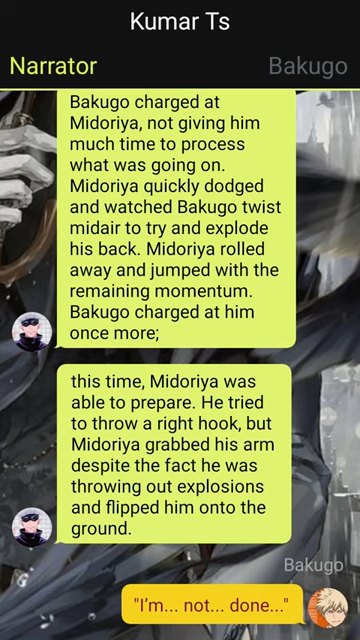 Kumar Ts
Narrator
Bakugo
Bakugo charged at
Midoriya, not giving him
much time to process
what was going on.
Midoriya quickly dodged
and watched Bakugo twist
midair to try and explode
his back. Midoriya rolled
away and jumped with the
remaining momentum.
Bakugo charged at him
once more;
this time, Midoriya was
able to prepare. He tried
to throw a right hook, but
Midoriya grabbed his arm
despite the fact he was
throwing out explosions
and flipped him onto the
ground.
Bakugo
"I'm... not... done..."